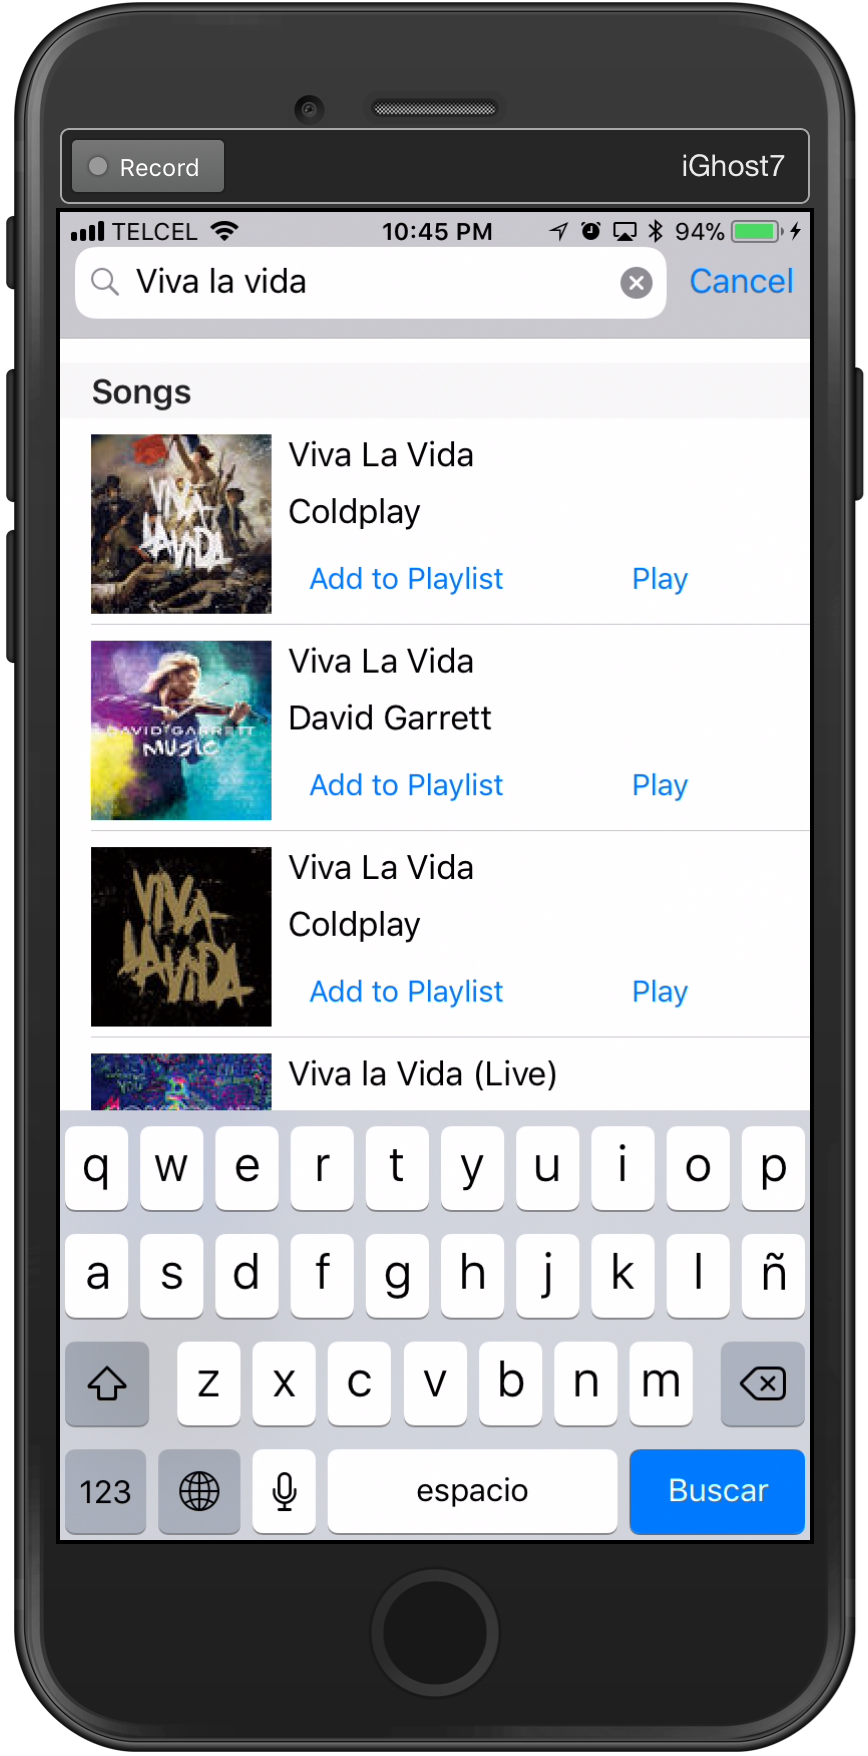 Record
iGhost7
TELCEL 10:45 PM 94%
Viva la vida
Cancel
Songs
VIVA
LA VIDA
Viva La Vida
Coldplay
Add to Playlist Play
DAVID GARRETT
MUSIC
Viva La Vida
David Garrett
Add to Playlist Play
VIVA
LA VIDA
Viva La Vida
Coldplay
Add to Playlist Play
Viva la Vida (Live)
q w e r t y u i o p
a s d f g h j k l ñ
z x c v b n m
123 espacio Buscar